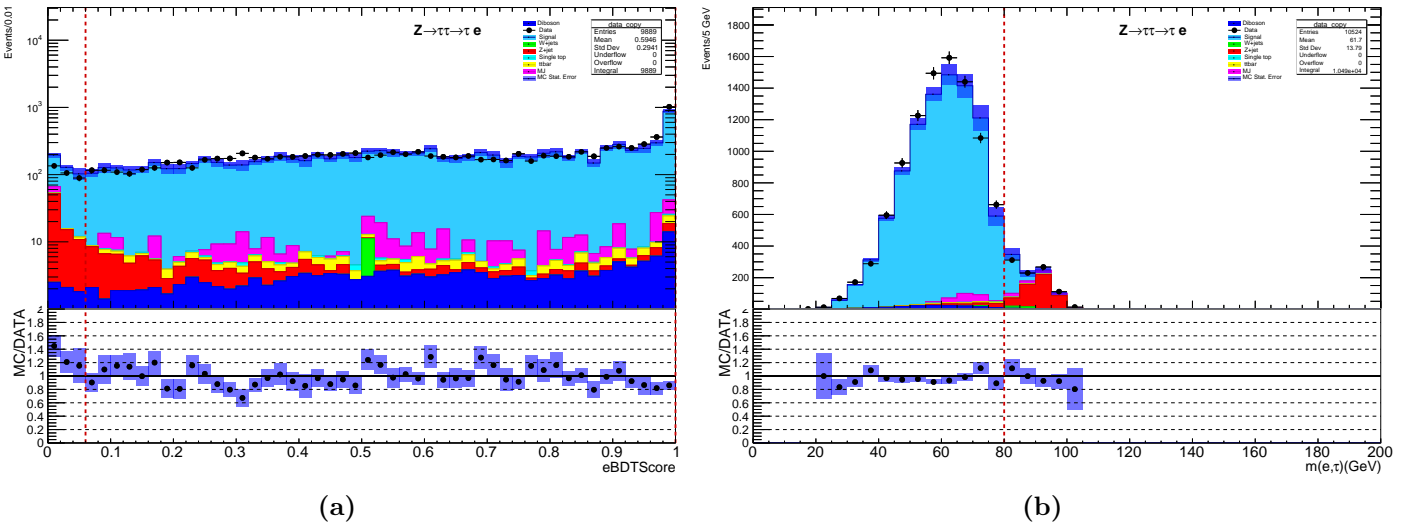 Events/0.01
10⁴
10³
10²
10
Z→ττ→τ e
Diboson
Data
Signal
W+jets
Z+jet
Single top
ttbar
MJ
MC Stat. Error
data_copy
Entries 9889
Mean 0.5946
Std Dev 0.2941
Underflow 0
Overflow 0
Integral 9889
MC/DATA
2
1.8
1.6
1.4
1.2
1
0.8
0.6
0.4
0.2
0
0 0.1 0.2 0.3 0.4 0.5 0.6 0.7 0.8 0.9 1
eBDTScore
(a)
Events/5 GeV
1800
1600
1400
1200
1000
800
600
400
200
Z→ττ→τ e
Diboson
Data
Signal
W+jets
Z+jet
Single top
ttbar
MJ
MC Stat. Error
data_copy
Entries 10524
Mean 61.7
Std Dev 13.79
Underflow 0
Overflow 0
Integral 1.049e+04
MC/DATA
2
1.8
1.6
1.4
1.2
1
0.8
0.6
0.4
0.2
0
0 20 40 60 80 100 120 140 160 180 200
m(e,τ)(GeV)
(b)